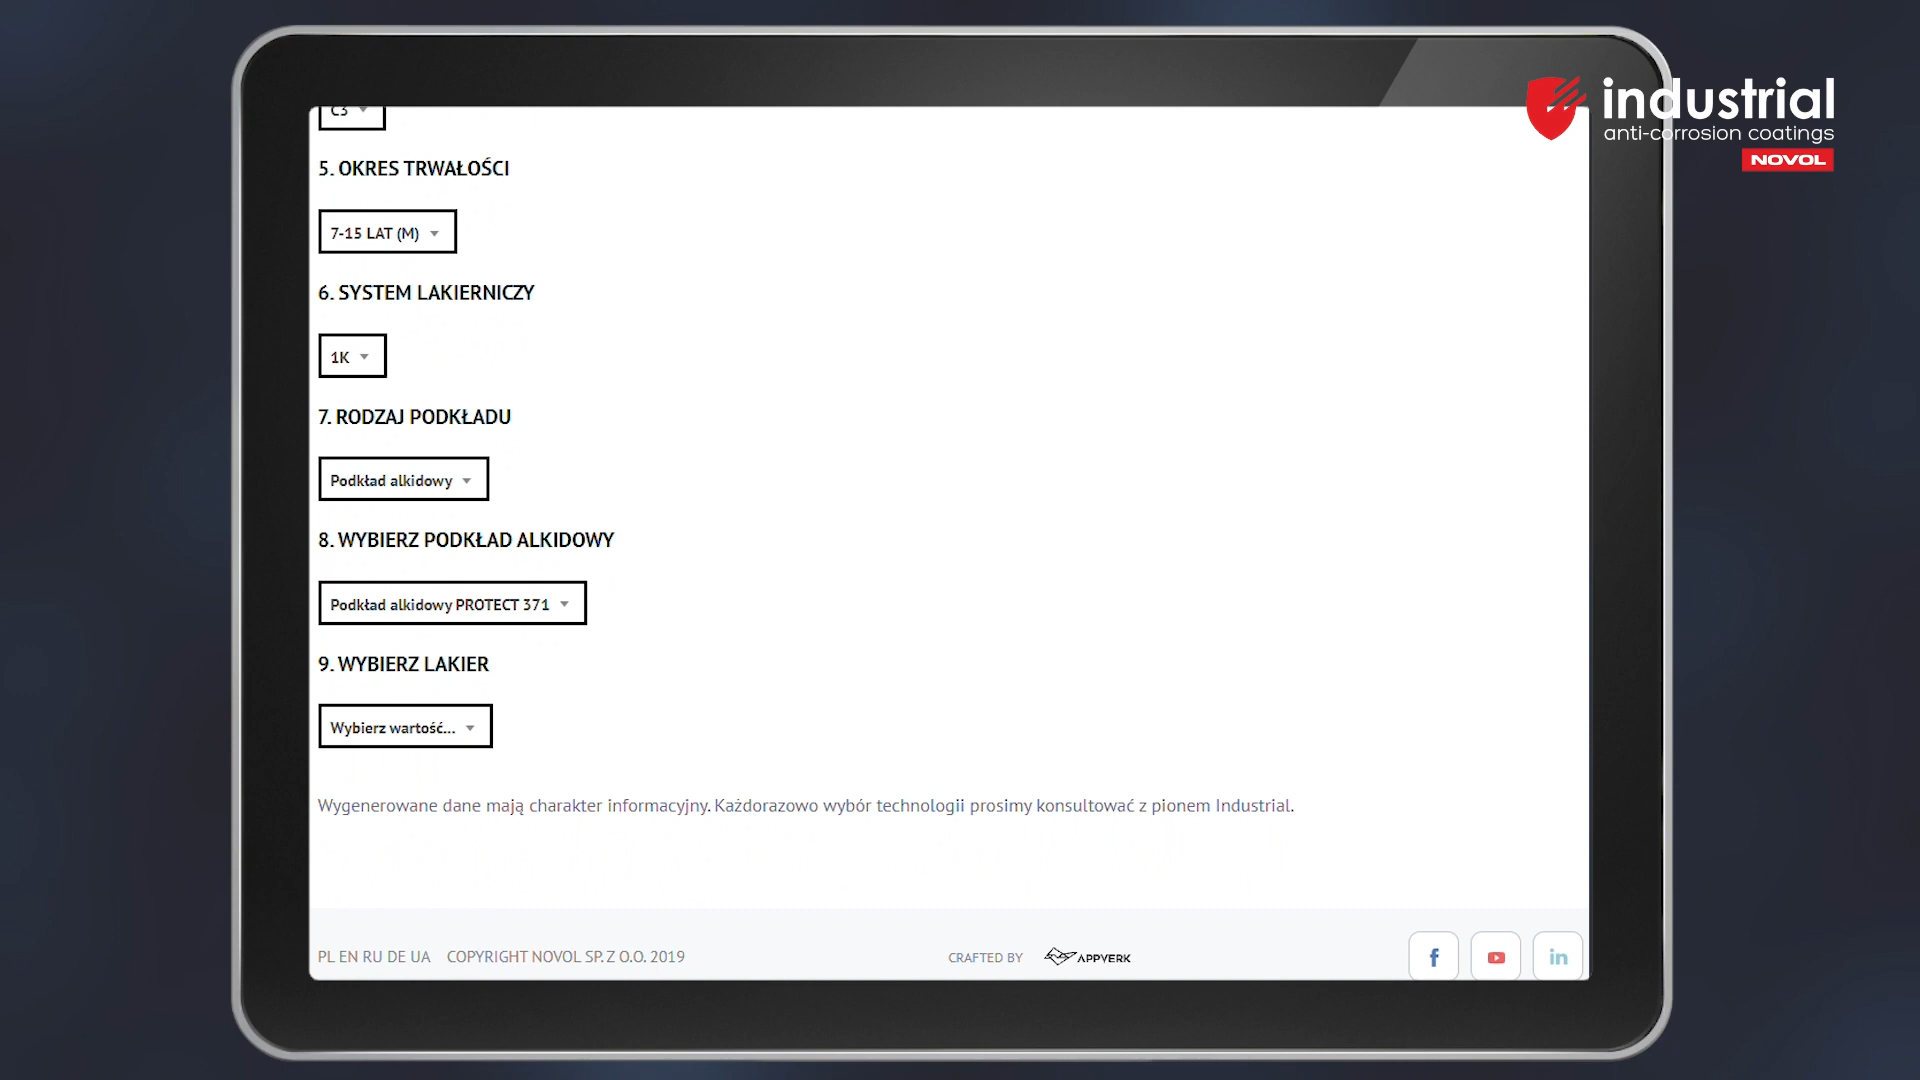 industrial
anti-corrosion coatings
NOVOL
C3
5. OKRES TRWAŁOŚCI
7-15 LAT (M)
6. SYSTEM LAKIERNICZY
1K
7. RODZAJ PODKŁADU
Podkład alkidowy
8. WYBIERZ PODKŁAD ALKIDOWY
Podkład alkidowy PROTECT 371
9. WYBIERZ LAKIER
Wybierz wartość...
Wygenerowane dane mają charakter informacyjny. Każdorazowo wybór technologii prosimy konsultować z pionem Industrial.
PL EN RU DE UA COPYRIGHT NOVOL SP. Z O.O. 2019 CRAFTED BY APPVERK f in